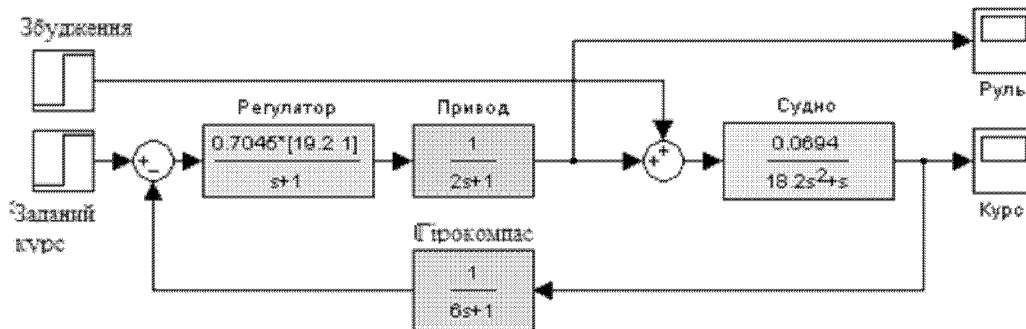 Збудження
Руль
Регулятор
Привод
Судно
0.7045*[19.2 1]
s+1
1
2s+1
0.0694
18.2s²+s
Курс
Заданий
курс
Гірокомпас
1
6s+1